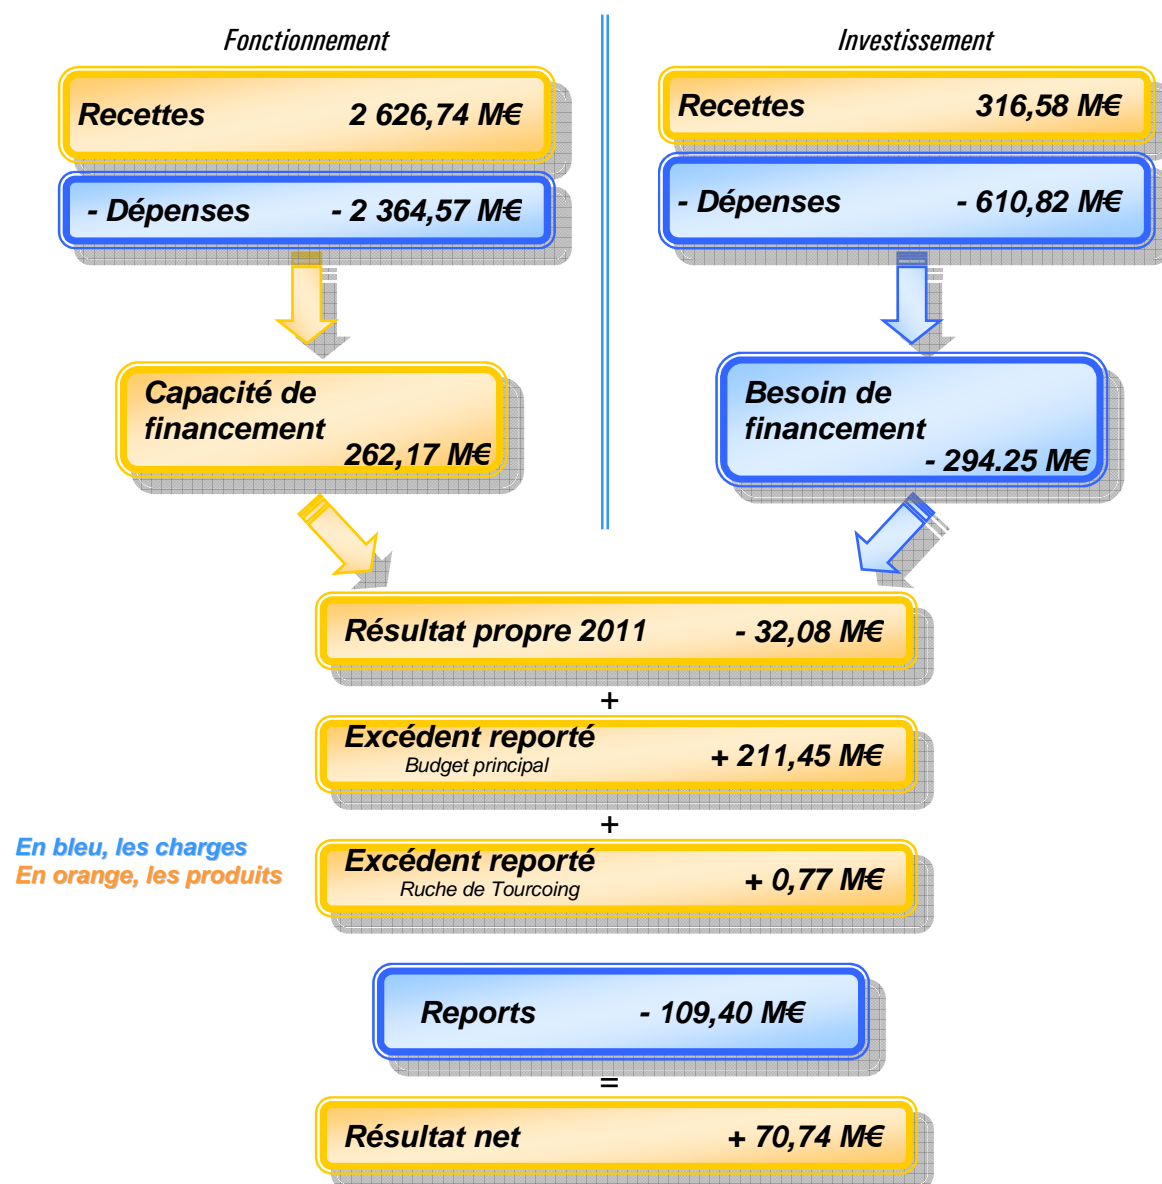 Fonctionnement
Recettes 2 626,74 M€
- Dépenses - 2 364,57 M€
Capacité de
financement
262,17 M€
Investissement
Recettes 316,58 M€
- Dépenses - 610,82 M€
Besoin de
financement
- 294.25 M€
Résultat propre 2011 - 32,08 M€
+
Excédent reporté
Budget principal + 211,45 M€
+
En bleu, les charges
En orange, les produits
Excédent reporté
Ruche de Tourcoing + 0,77 M€
Reports - 109,40 M€
=
Résultat net + 70,74 M€